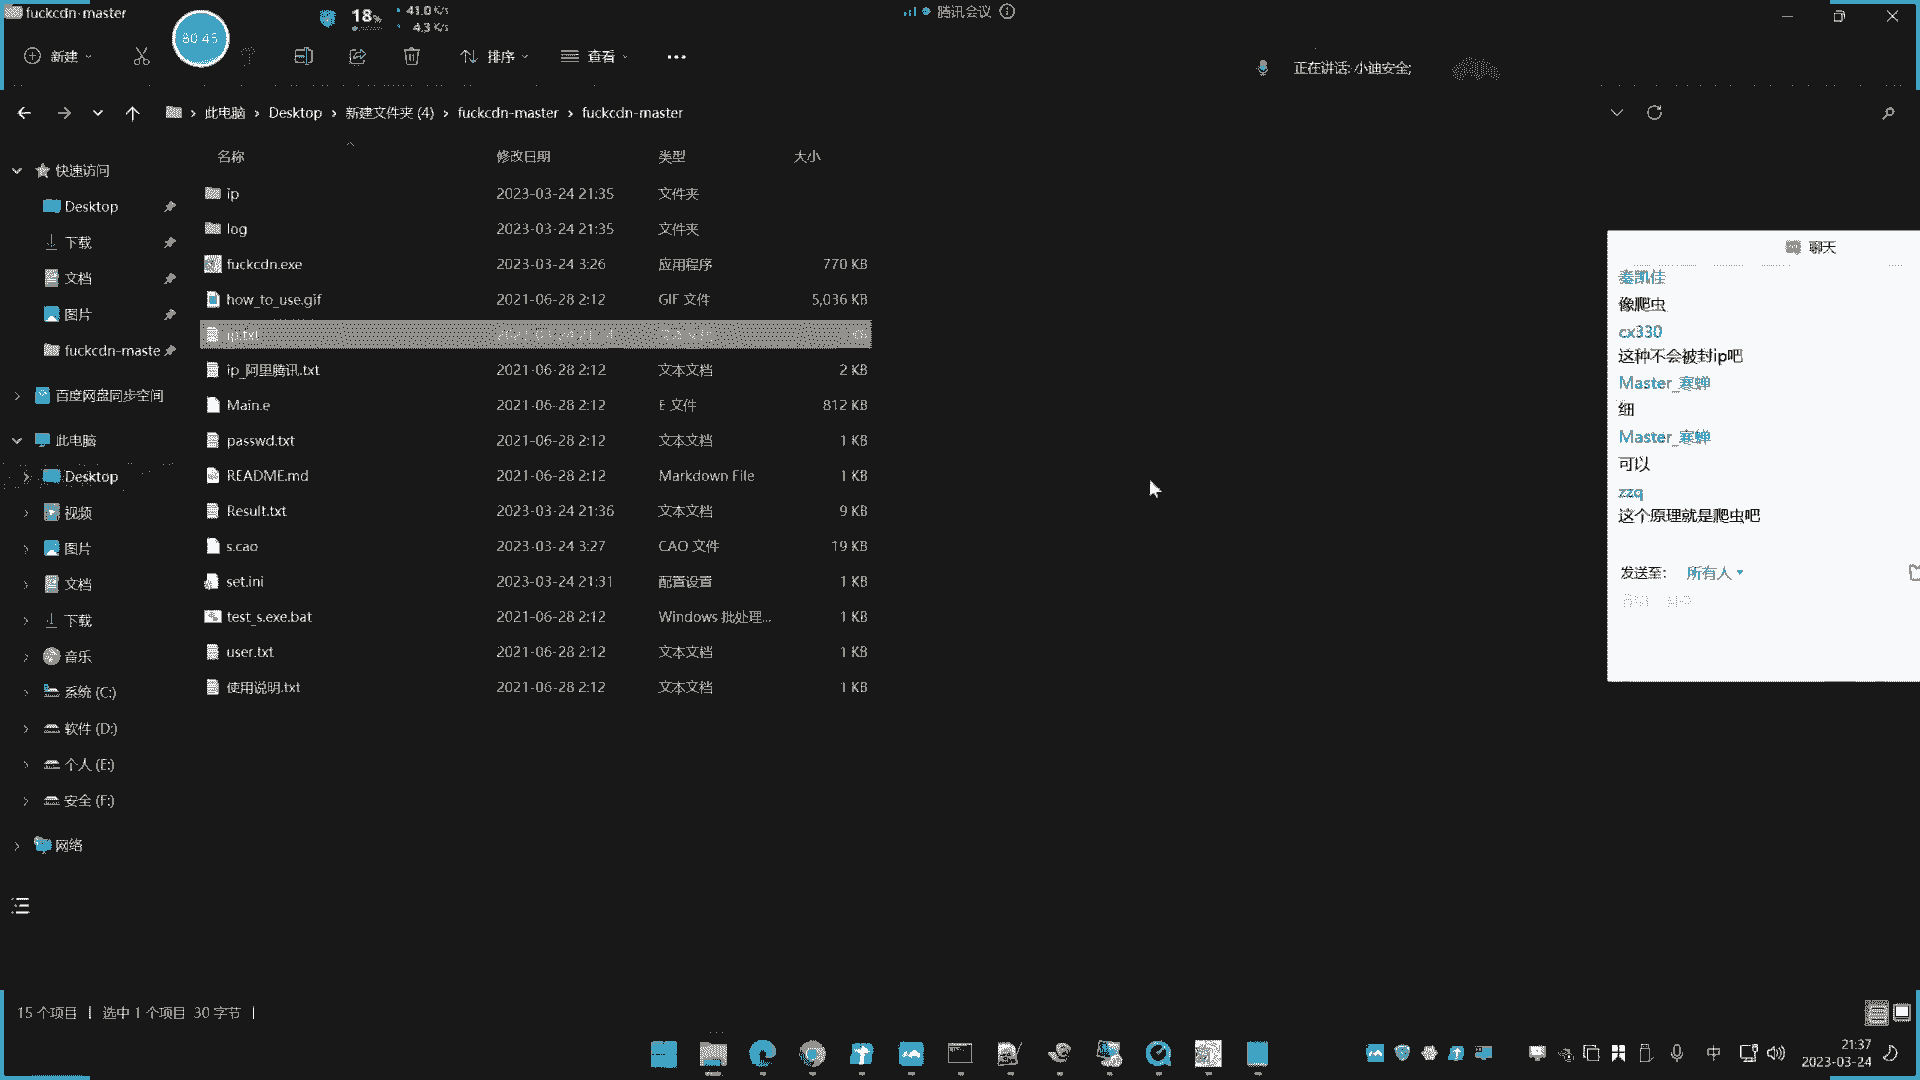 fuckcdn-master
18%
41.0 K/s
4.3 K/s
腾讯会议
新建
排序
查看
正在讲话: 小迪安全;
此电脑 › Desktop › 新建文件夹 (4) › fuckcdn-master › fuckcdn-master
名称 修改日期 类型 大小
ip 2023-03-24 21:35 文件夹
log 2023-03-24 21:35 文件夹
fuckcdn.exe 2023-03-24 3:26 应用程序 770 KB
how_to_use.gif 2021-06-28 2:12 GIF 文件 5,036 KB
ip.txt
ip_阿里腾讯.txt 2021-06-28 2:12 文本文档 2 KB
Main.e 2021-06-28 2:12 E 文件 812 KB
passwd.txt 2021-06-28 2:12 文本文档 1 KB
README.md 2021-06-28 2:12 Markdown File 1 KB
Result.txt 2023-03-24 21:36 文本文档 9 KB
s.cao 2023-03-24 3:27 CAO 文件 19 KB
set.ini 2023-03-24 21:31 配置设置 1 KB
test_s.exe.bat 2021-06-28 2:12 Windows 批处理... 1 KB
user.txt 2021-06-28 2:12 文本文档 1 KB
使用说明.txt 2021-06-28 2:12 文本文档 1 KB
快速访问
Desktop
下载
文档
图片
fuckcdn-maste
百度网盘同步空间
此电脑
Desktop
视频
图片
文档
下载
音乐
系统 (C:)
软件 (D:)
个人 (E:)
安全 (F:)
网络
聊天
秦凯佳
像爬虫
cx330
这种不会被封ip吧
Master_寒蝉
细
Master_寒蝉
可以
zzq
这个原理就是爬虫吧
发送至: 所有人
15 个项目 | 选中 1 个项目 30 字节 |
中
21:37
2023-03-24